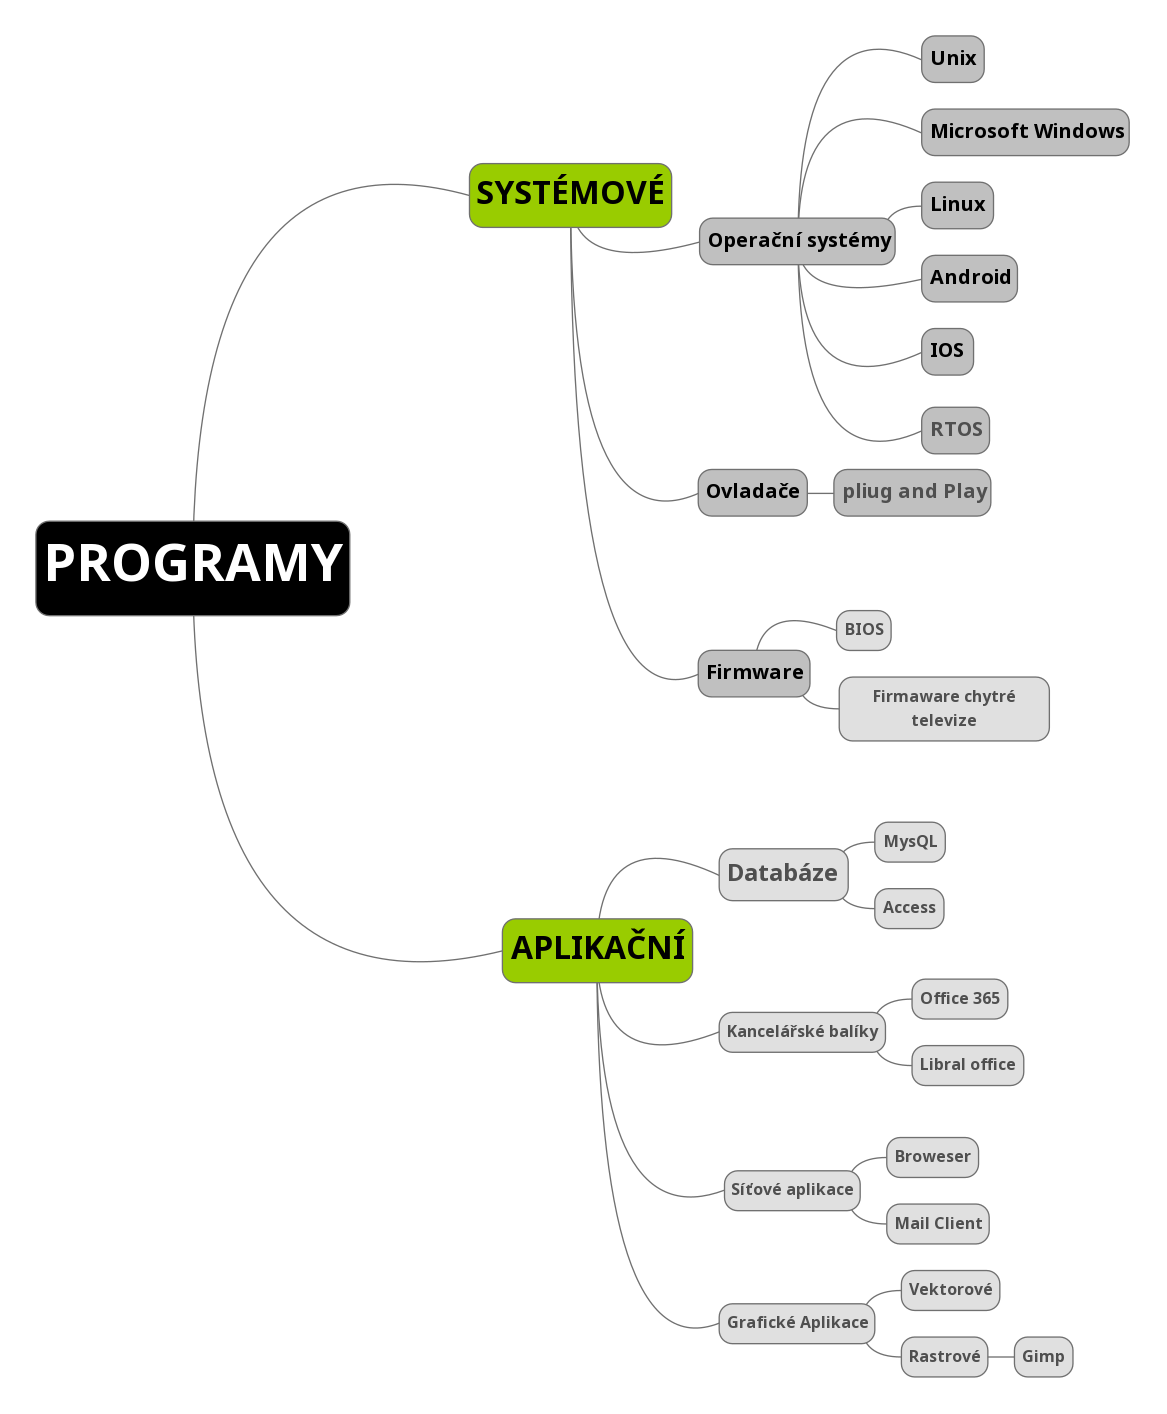 PROGRAMY
SYSTÉMOVÉ
Operační systémy
Unix
Microsoft Windows
Linux
Android
IOS
RTOS
Ovladače
pliug and Play
Firmware
BIOS
Firmaware chytré
televize
APLIKAČNÍ
Databáze
MysQL
Access
Kancelářské balíky
Office 365
Libral office
Síťové aplikace
Broweser
Mail Client
Grafické Aplikace
Vektorové
Rastrové
Gimp